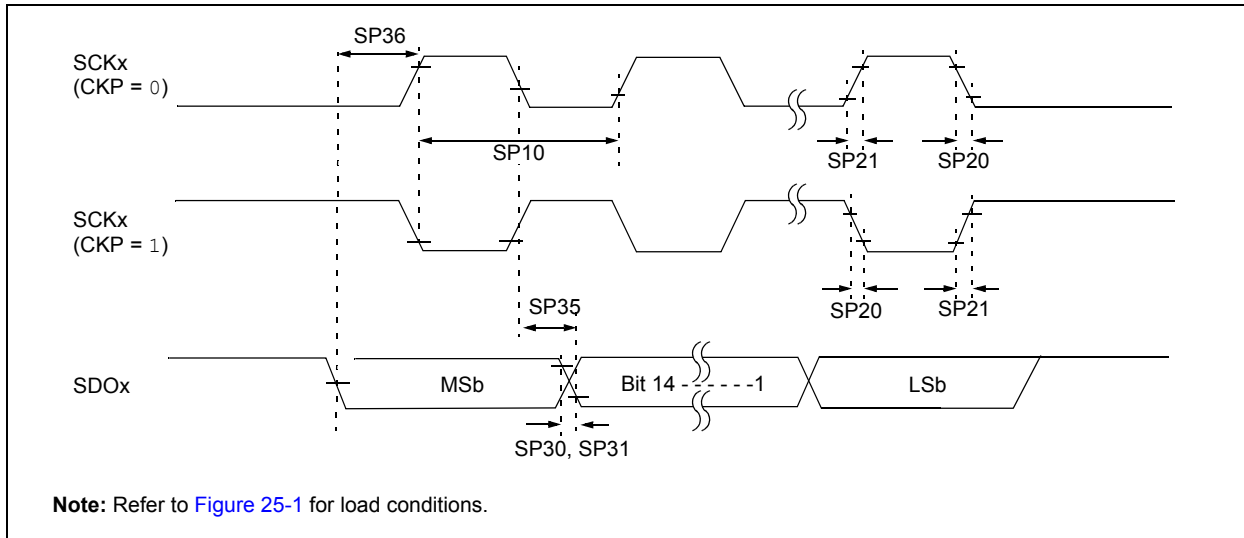 SP36
SCKx
(CKP = 0)
SP10
SP21
SP20
SCKx
(CKP = 1)
SP35
SP20
SP21
SDOx
MSb
Bit 14 - - - - - -1
LSb
SP30, SP31
Note: Refer to Figure 25-1 for load conditions.